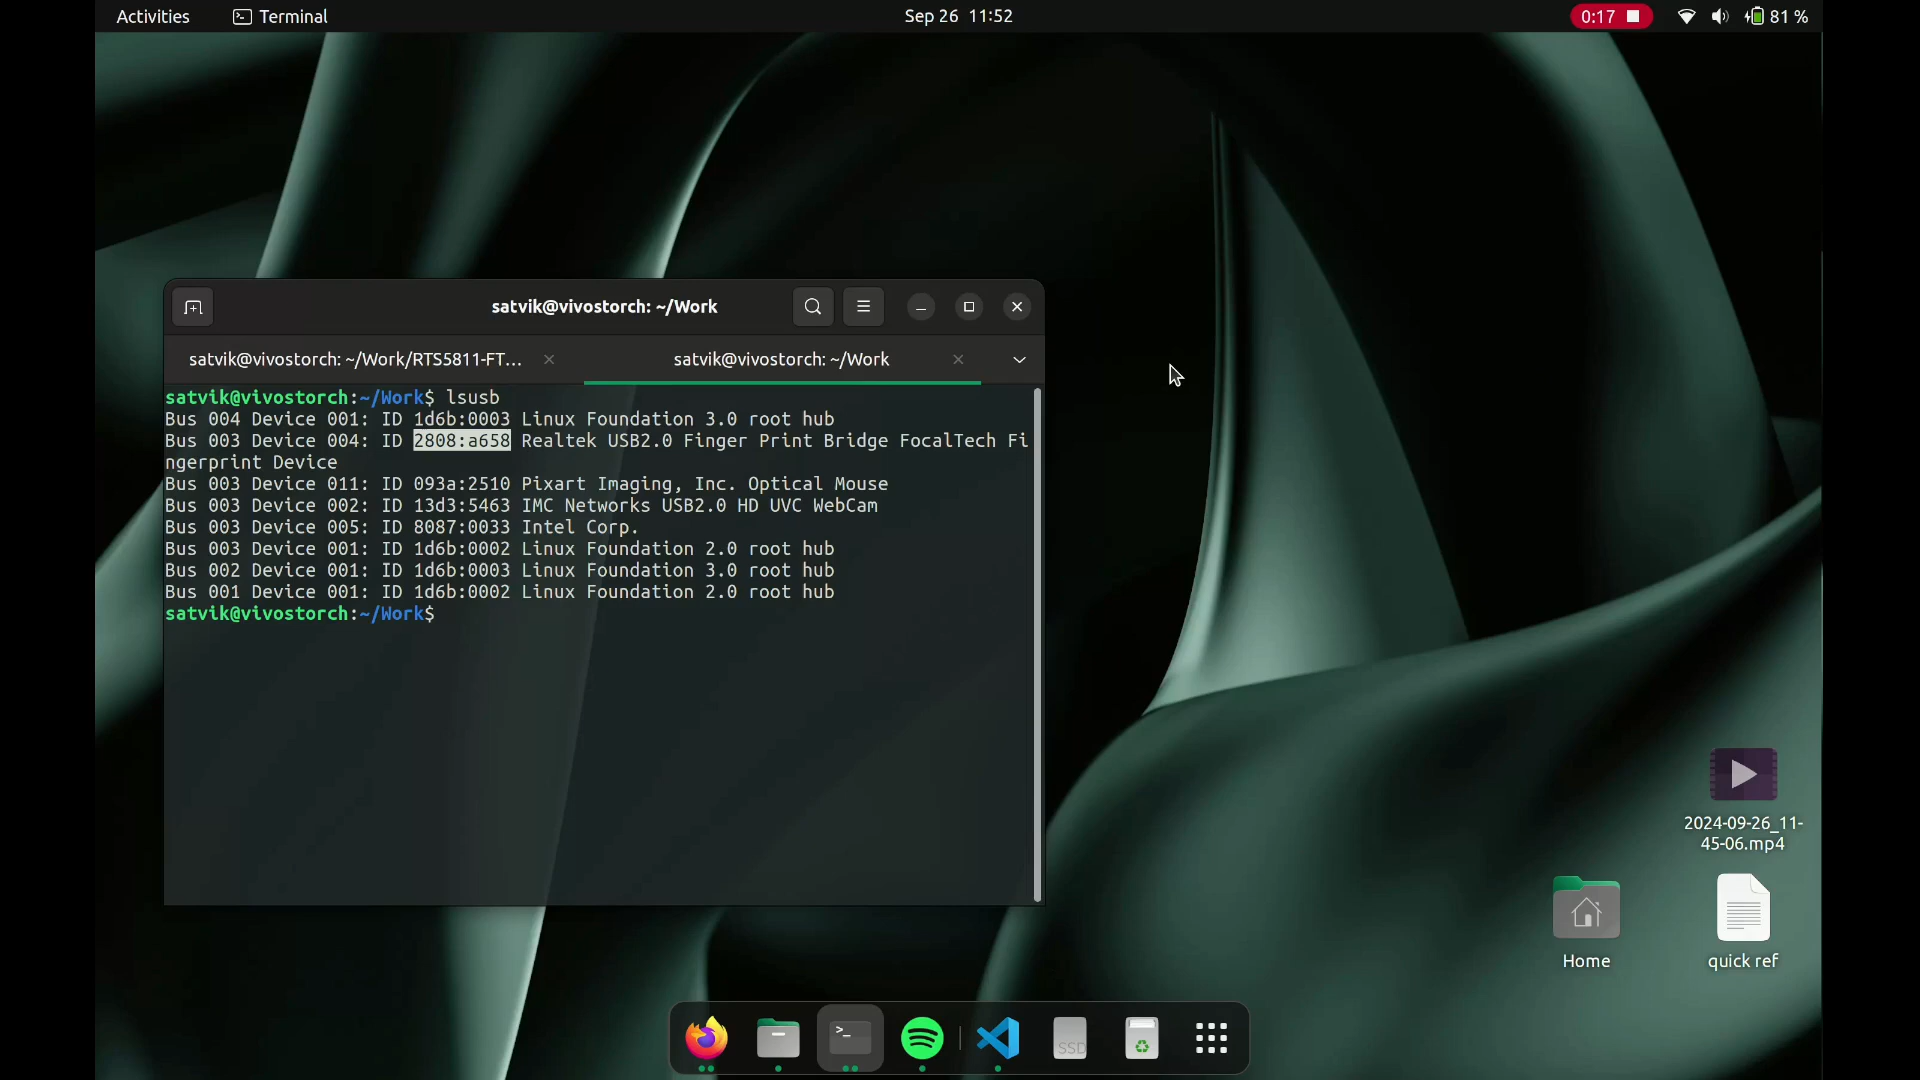 Activities
Terminal
Sep 26 11:52
0:17
81 %
satvik@vivostorch: ~/Work
satvik@vivostorch: ~/Work/RTS5811-FT...
satvik@vivostorch: ~/Work
satvik@vivostorch:~/Work$ lsusb
Bus 004 Device 001: ID 1d6b:0003 Linux Foundation 3.0 root hub
Bus 003 Device 004: ID 2808:a658 Realtek USB2.0 Finger Print Bridge FocalTech Fi
ngerprint Device
Bus 003 Device 011: ID 093a:2510 Pixart Imaging, Inc. Optical Mouse
Bus 003 Device 002: ID 13d3:5463 IMC Networks USB2.0 HD UVC WebCam
Bus 003 Device 005: ID 8087:0033 Intel Corp.
Bus 003 Device 001: ID 1d6b:0002 Linux Foundation 2.0 root hub
Bus 002 Device 001: ID 1d6b:0003 Linux Foundation 3.0 root hub
Bus 001 Device 001: ID 1d6b:0002 Linux Foundation 2.0 root hub
satvik@vivostorch:~/Work$
2024-09-26_11-
45-06.mp4
Home
quick ref
>_
SSD